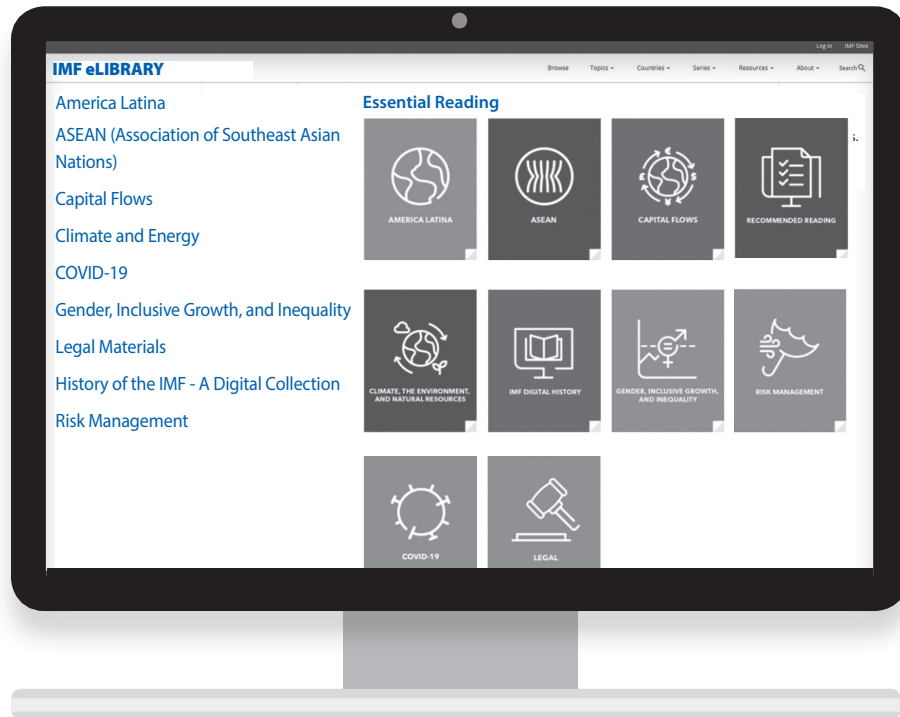 Log in IMF Sites
IMF eLIBRARY
Browse Topics Countries Series Resources About Search
America Latina
ASEAN (Association of Southeast Asian
Nations)
Capital Flows
Climate and Energy
COVID-19
Gender, Inclusive Growth, and Inequality
Legal Materials
History of the IMF - A Digital Collection
Risk Management
Essential Reading
s.
AMERICA LATINA
ASEAN
CAPITAL FLOWS
RECOMMENDED READING
CLIMATE, THE ENVIRONMENT,
AND NATURAL RESOURCES
IMF DIGITAL HISTORY
GENDER, INCLUSIVE GROWTH,
AND INEQUALITY
RISK MANAGEMENT
COVID-19
LEGAL